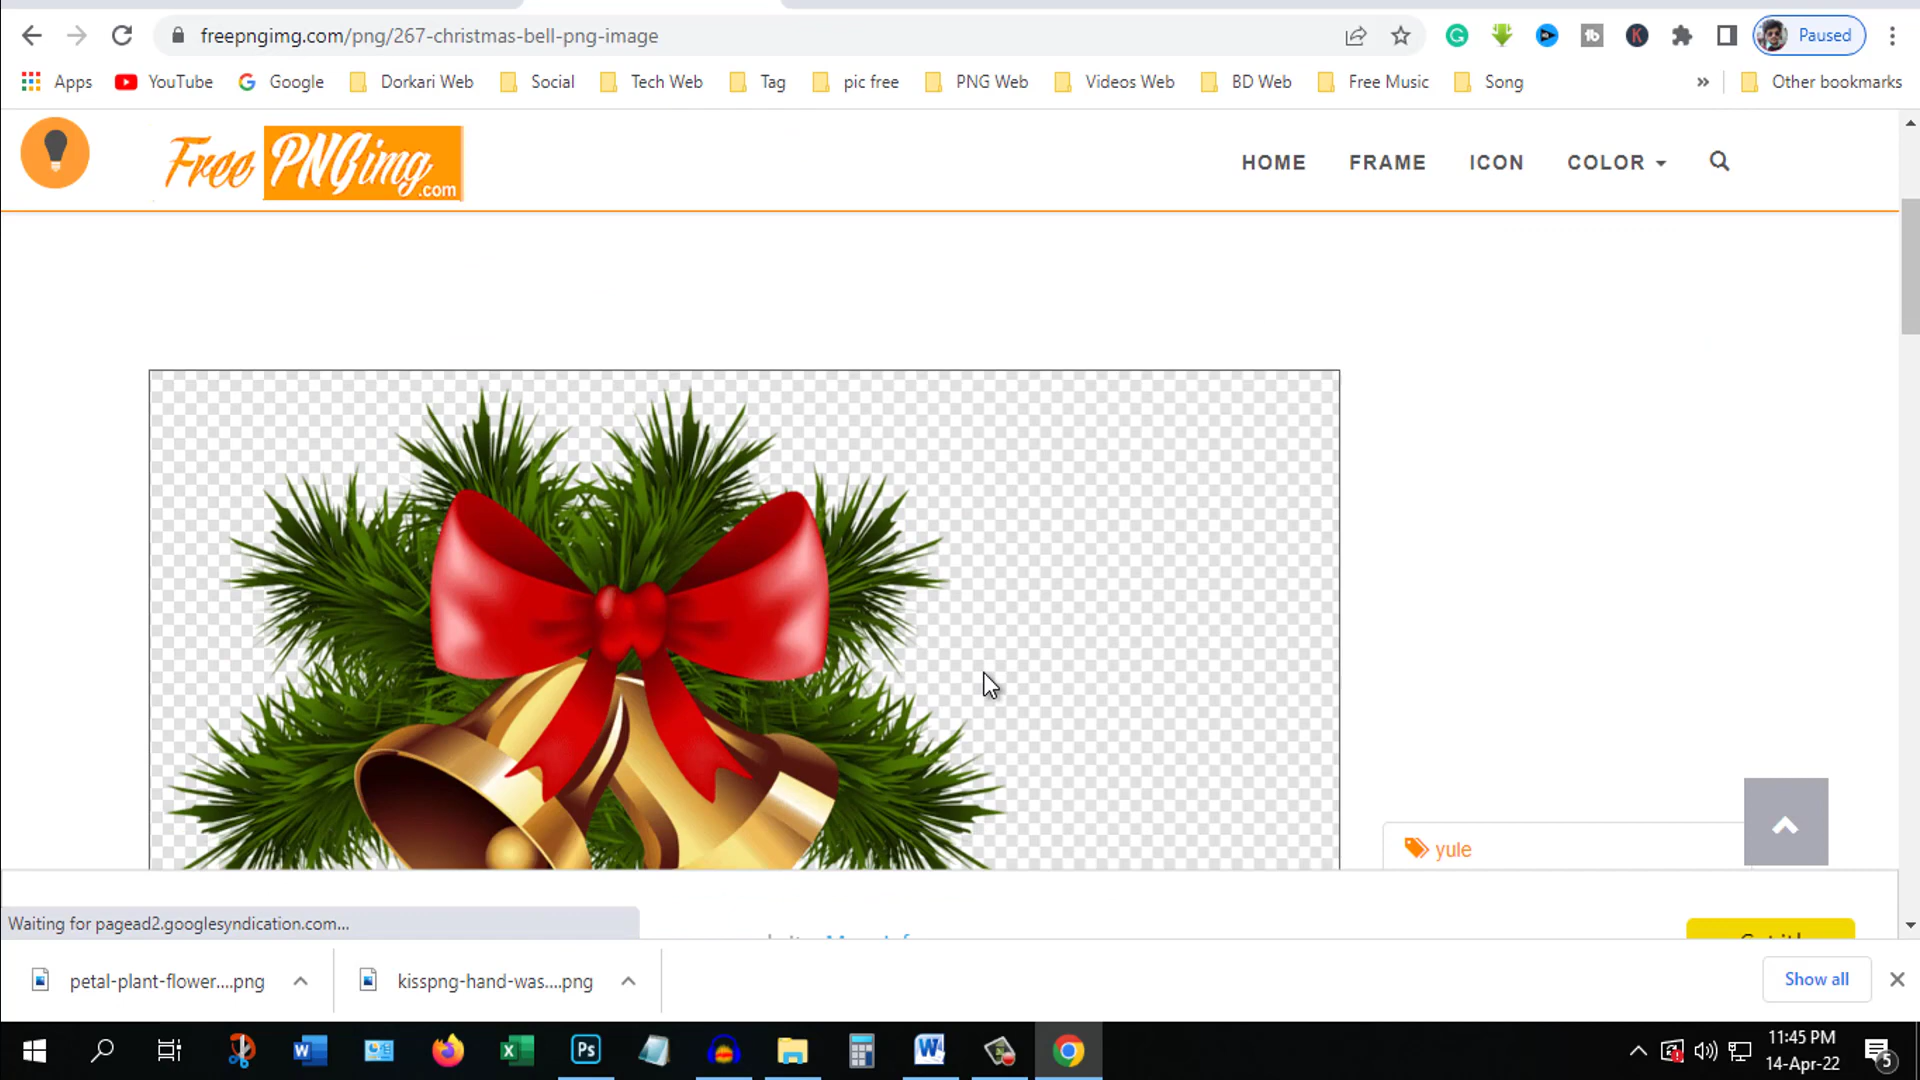 freepngimg.com/png/267-christmas-bell-png-image
Paused
Apps
YouTube
Google
Dorkari Web
Social
Tech Web
Tag
pic free
PNG Web
Videos Web
BD Web
Free Music
Song
»
Other bookmarks
Free PNGimg .com
HOME
FRAME
ICON
COLOR
yule
Waiting for pagead2.googlesyndication.com...
petal-plant-flower....png
kisspng-hand-was....png
Show all
11:45 PM
14-Apr-22
5